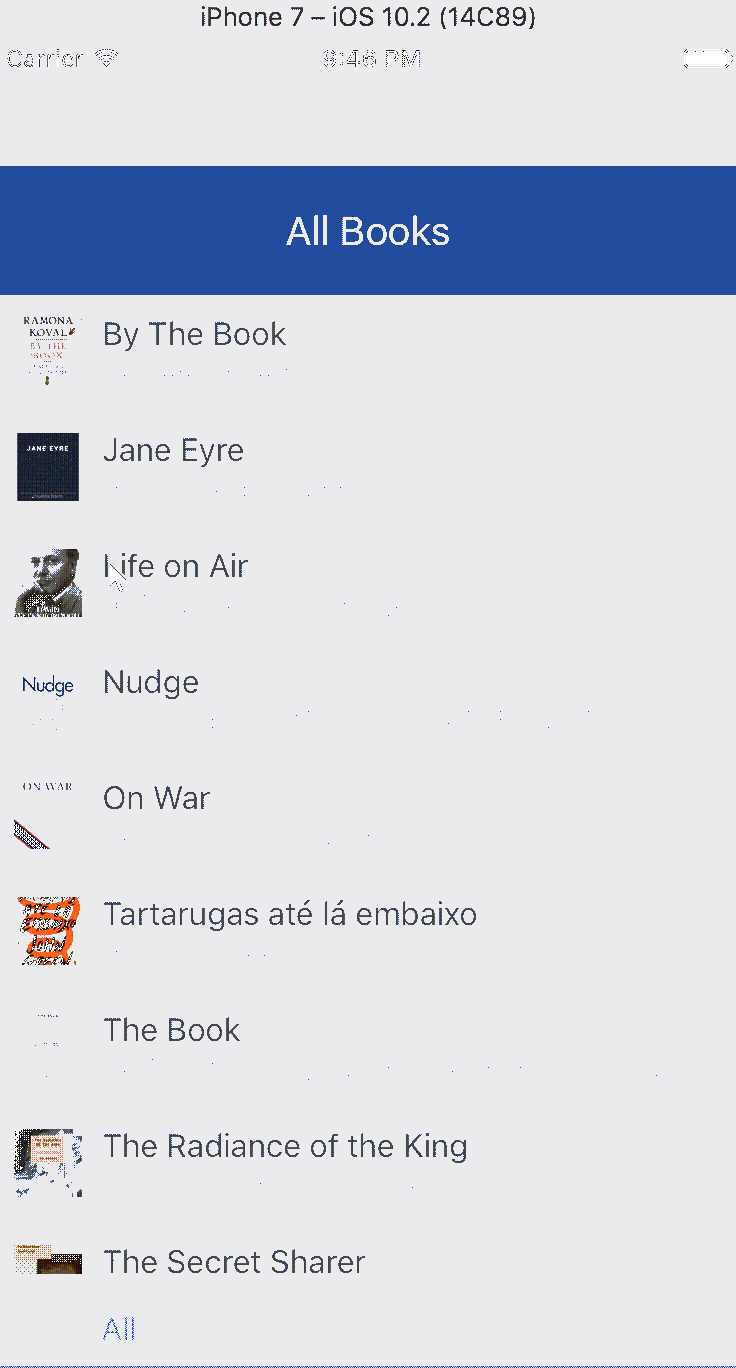 iPhone 7 – iOS 10.2 (14C89)
Carrier
9:46 PM
All Books
RAMONA
KOVAL
BY THE
BOOK
By The Book
JANE EYRE
Jane Eyre
Life on Air
Nudge
Nudge
ON WAR
On War
Tartarugas até lá embaixo
The Book
The Radiance of the King
The Secret Sharer
All